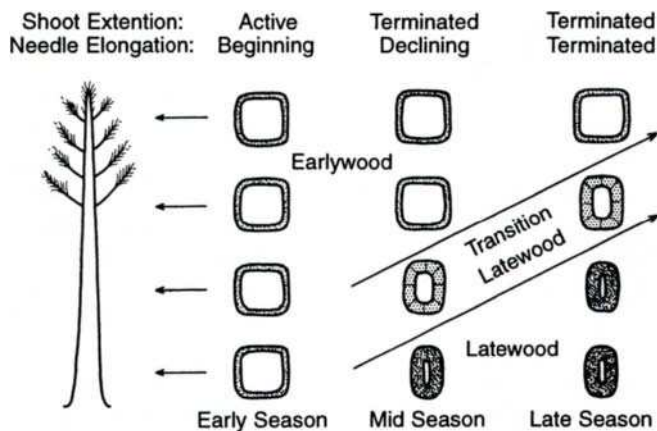 Shoot Extention: Active Terminated Terminated
Needle Elongation: Beginning Declining Terminated
Earlywood
Transition
Latewood
Latewood
Early Season Mid Season Late Season